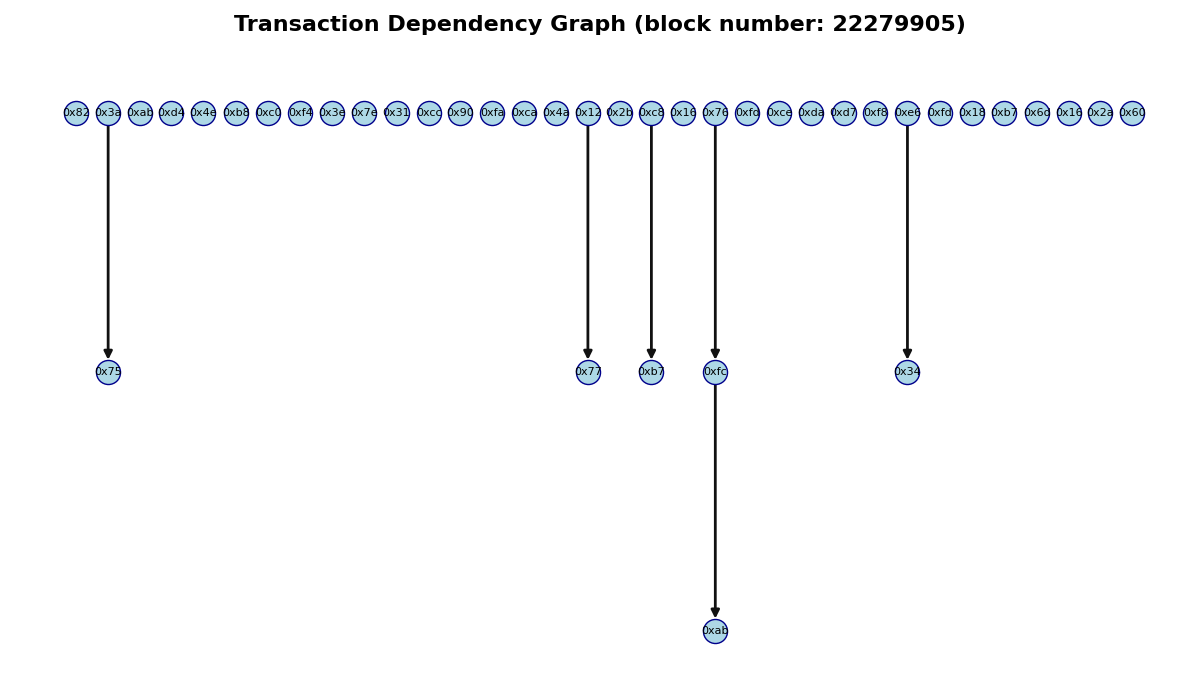 Transaction Dependency Graph (block number: 22279905)
0x82 0x3a 0xab 0xd4 0x4e 0xb8 0xc0 0xf4 0x3e 0x7e 0x31 0xcc 0x90 0xfa 0xca 0x4a 0x12 0x2b 0xc8 0x16 0x76 0xfd 0xce 0xda 0xd7 0xf8 0xe6 0xfd 0x18 0xb7 0x6d 0x16 0x2a 0x60
0x75 0x77 0xb7 0xfc 0x34
0xab